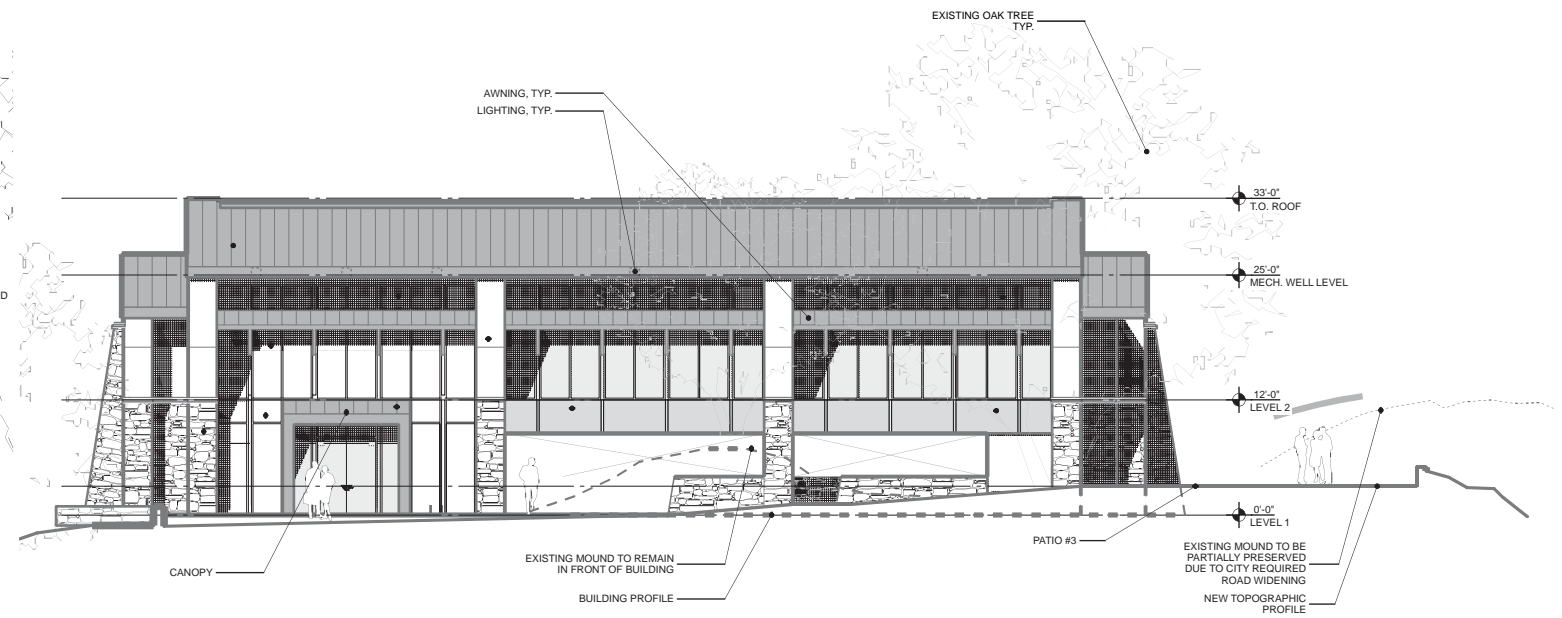 EXISTING OAK TREE
TYP.
AWNING, TYP.
LIGHTING, TYP.
33'-0"
T.O. ROOF
25'-0"
MECH. WELL LEVEL
D
12'-0"
LEVEL 2
0'-0"
LEVEL 1
PATIO #3
EXISTING MOUND TO BE
PARTIALLY PRESERVED
DUE TO CITY REQUIRED
ROAD WIDENING
EXISTING MOUND TO REMAIN
IN FRONT OF BUILDING
CANOPY
BUILDING PROFILE
NEW TOPOGRAPHIC
PROFILE